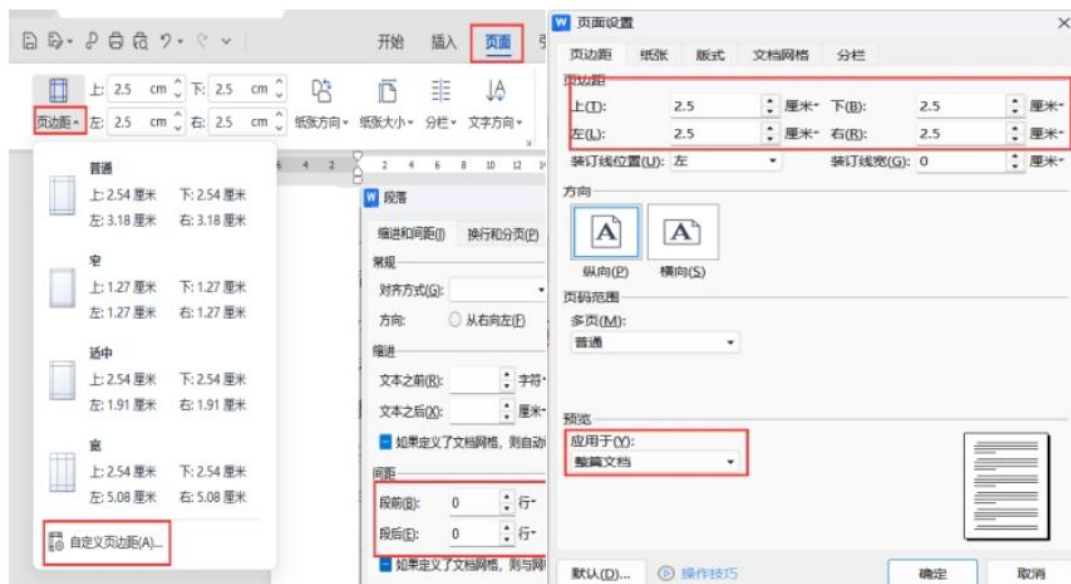 开始 插入 页面
页边距 上: 2.5 cm 下: 2.5 cm
左: 2.5 cm 右: 2.5 cm
纸张方向 纸张大小 分栏 文字方向
普通
上: 2.54 厘米 下: 2.54 厘米
左: 3.18 厘米 右: 3.18 厘米
窄
上: 1.27 厘米 下: 1.27 厘米
左: 1.27 厘米 右: 1.27 厘米
适中
上: 2.54 厘米 下: 2.54 厘米
左: 1.91 厘米 右: 1.91 厘米
宽
上: 2.54 厘米 下: 2.54 厘米
左: 5.08 厘米 右: 5.08 厘米
自定义页边距(A)...
6 4 2 2 4 6 8 10 12
段落
缩进和间距(I) 换行和分页(P)
常规
对齐方式(G):
方向: 从右向左(F)
缩进
文本之前(R): 字符
文本之后(X): 厘米
如果定义了文档网格，则自动
间距
段前(B): 0 行
段后(E): 0 行
如果定义了文档网格，则与网
页面设置
页边距 纸张 版式 文档网格 分栏
页边距
上(T): 2.5 厘米 下(B): 2.5 厘米
左(L): 2.5 厘米 右(R): 2.5 厘米
装订线位置(U): 左 装订线宽(G): 0 厘米
方向
纵向(P) 横向(S)
页码范围
多页(M):
普通
预览
应用于(Y):
整篇文档
默认(D)... 操作技巧 确定 取消